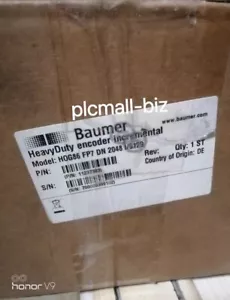 plcmall-biz
Baumer
www.baumer.com
HeavyDuty encoder incremental
Model: HOG86 FP7 DN 2048
P/N:
Rev:
Qty: 1 ST
Country of Origin: DE
S/N:
honor V9